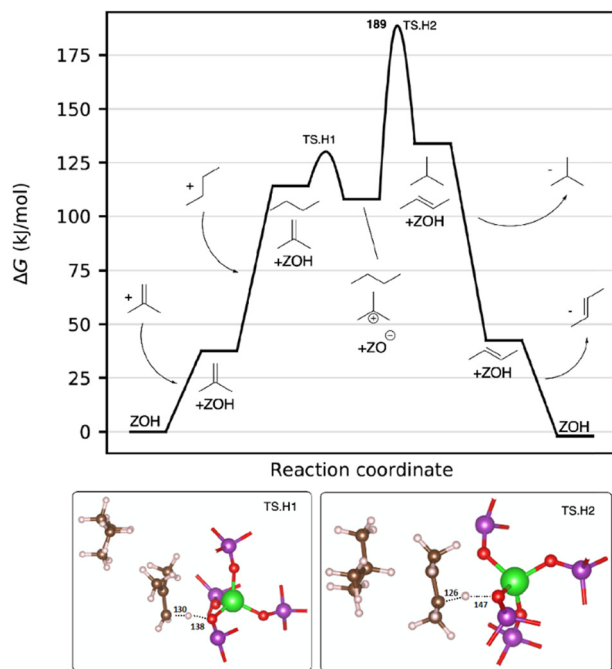 189
TS.H2
175
150
TS.H1
125
+
-
100
+ZOH
+ZOH
ΔG (kJ/mol)
75
+
-
⊕
50
+ZO⊖
+ZOH
25
+ZOH
ZOH
ZOH
0
Reaction coordinate
TS.H1
130
138
TS.H2
126
147